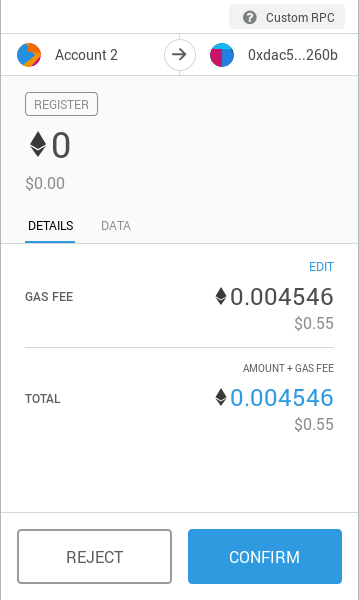 Custom RPC
Account 2
0xdac5...260b
REGISTER
0
$0.00
DETAILS
DATA
EDIT
GAS FEE
0.004546
$0.55
AMOUNT + GAS FEE
TOTAL
0.004546
$0.55
REJECT
CONFIRM